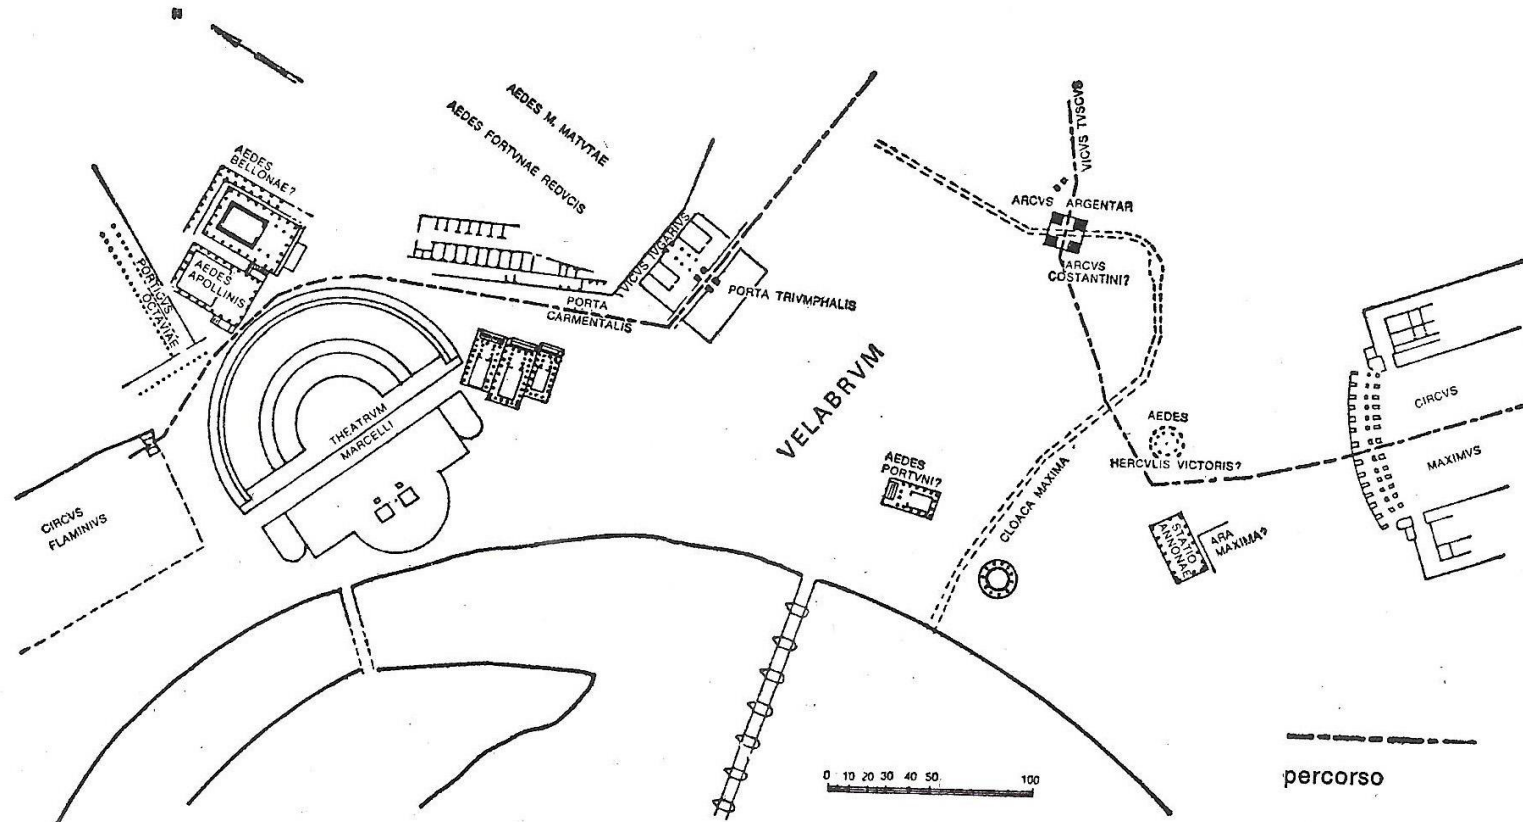 AEDES M. MATVTAE
AEDES FORTVNAE REDVCIS
AEDES
BELLONAE?
AEDES
APOLLINIS
PORTICVS
OCTAVIAE
VICVS IVGARIVS
PORTA
CARMENTALIS
PORTA TRIVMPHALIS
VICVS TVSCVS
ARCVS ARGENTAR
ARCVS
COSTANTINI?
THEATRVM
MARCELLI
CIRCVS
FLAMINIVS
VELABRVM
AEDES
PORTVNI?
CLOACA MAXIMA
AEDES
HERCVLIS VICTORIS?
STATIO
ANNONAE
ARA
MAXIMA?
CIRCVS
MAXIMVS
0 10 20 30 40 50 100
percorso